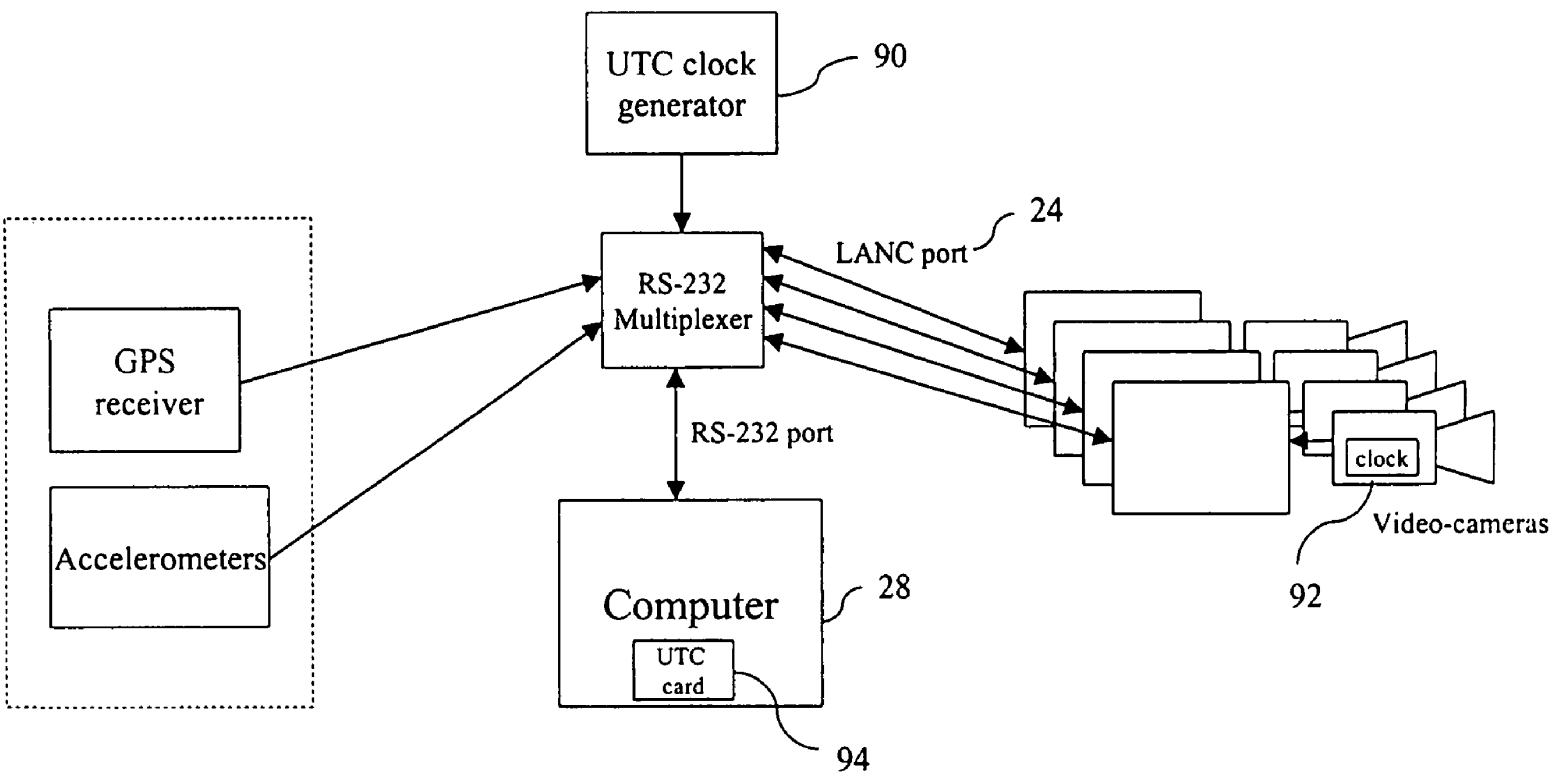 UTC clock
generator
90
24
LANC port
RS-232
Multiplexer
GPS
receiver
RS-232 port
clock
Video-cameras
Accelerometers
92
Computer
28
UTC
card
94